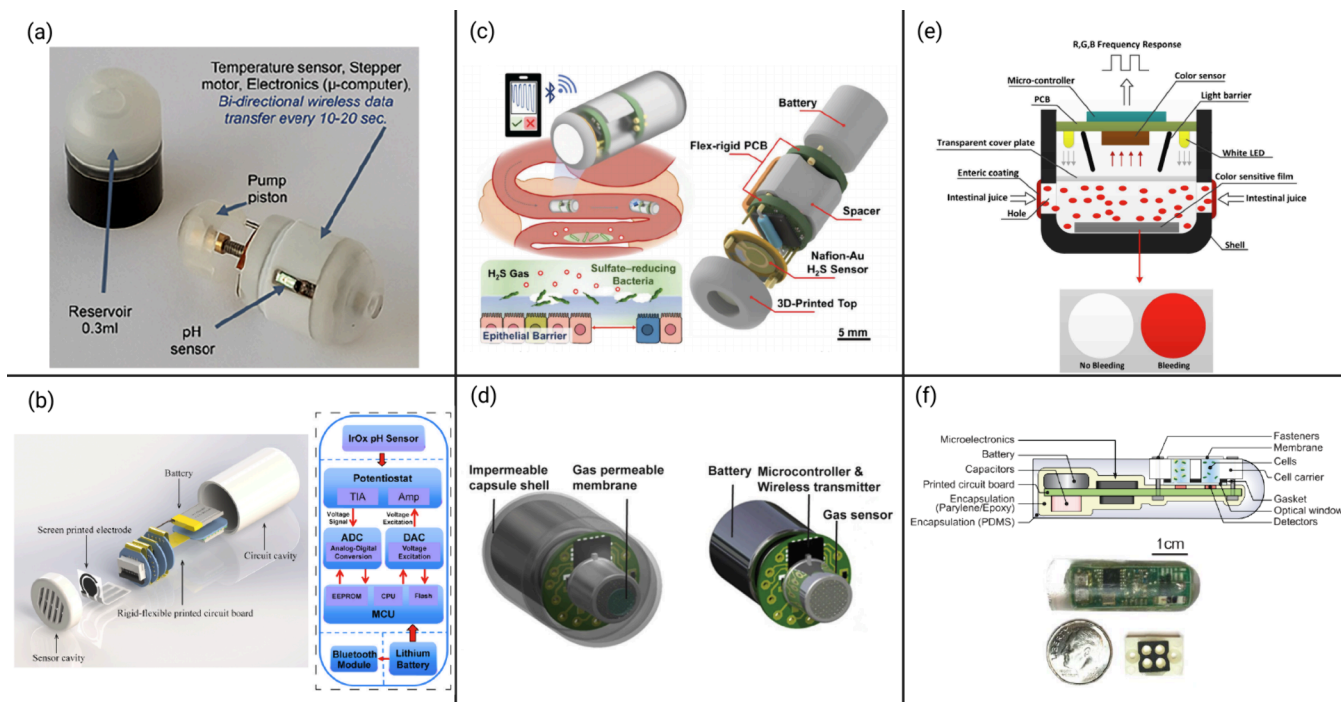 (a)
Temperature sensor, Stepper
motor, Electronics (µ-computer),
Bi-directional wireless data
transfer every 10-20 sec.
Pump
piston
Reservoir
0.3ml
pH
sensor
(b)
Battery
Screen printed electrode
Circuit cavity
Rigid-flexible printed circuit board
Sensor cavity
IrOx pH Sensor
Potentiostat
TIA
Amp
Voltage
Signal
Voltage
Excitation
ADC
Analog-Digital
Conversion
DAC
Voltage
Excitation
EEPROM
CPU
Flash
MCU
Bluetooth
Module
Lithium
Battery
(c)
Battery
Flex-rigid PCB
Spacer
Nafion-Au
H2S Sensor
3D-Printed Top
5 mm
H2S Gas
Sulfate–reducing
Bacteria
Epithelial Barrier
(d)
Impermeable
capsule shell
Gas permeable
membrane
Battery
Microcontroller &
Wireless transmitter
Gas sensor
(e)
R,G,B Frequency Response
Micro-controller
Color sensor
PCB
Light barrier
Transparent cover plate
White LED
Enteric coating
Color sensitive film
Intestinal juice
Intestinal juice
Hole
Shell
No Bleeding
Bleeding
(f)
Microelectronics
Battery
Capacitors
Printed circuit board
Encapsulation
(Parylene/Epoxy)
Encapsulation (PDMS)
Fasteners
Membrane
Cells
Cell carrier
Gasket
Optical window
Detectors
1cm